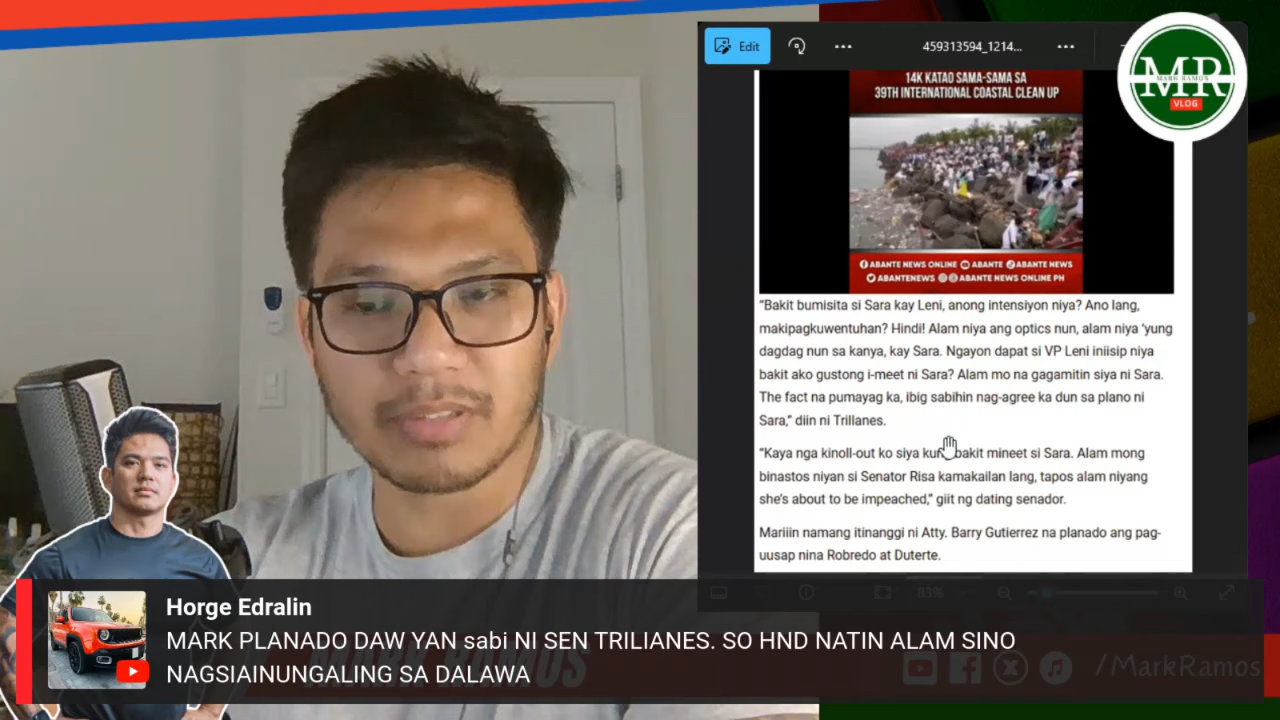 Edit
459313594_1214...
MR
MARK RAMOS
VLOG
14K KATAO SAMA-SAMA SA
39TH INTERNATIONAL COASTAL CLEAN UP
ABANTE NEWS ONLINE ABANTE ABANTE NEWS
ABANTENEWS ABANTE NEWS ONLINE PH
“Bakit bumisita si Sara kay Leni, anong intensiyon niya? Ano lang,
makipagkuwentuhan? Hindi! Alam niya ang optics nun, alam niya ‘yung
dagdag nun sa kanya, kay Sara. Ngayon dapat si VP Leni iniisip niya
bakit ako gustong i-meet ni Sara? Alam mo na gagamitin siya ni Sara.
The fact na pumayag ka, ibig sabihin nag-agree ka dun sa plano ni
Sara,” diin ni Trillanes.
“Kaya nga kinoll-out ko siya bakit mineet si Sara. Alam mong
binastos niyan si Senator Risa kamakailan lang, tapos alam niyang
she’s about to be impeached,” giit ng dating senador.
Mariiin namang itinanggi ni Atty. Barry Gutierrez na planado ang pag-
uusap nina Robredo at Duterte.
83%
Horge Edralin
MARK PLANADO DAW YAN sabi NI SEN TRILIANES. SO HND NATIN ALAM SINO
NAGSIAINUNGALING SA DALAWA
/MarkRamos